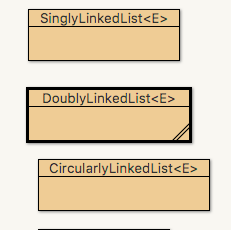 SinglyLinkedList<E>
DoublyLinkedList<E>
CircularlyLinkedList<E>